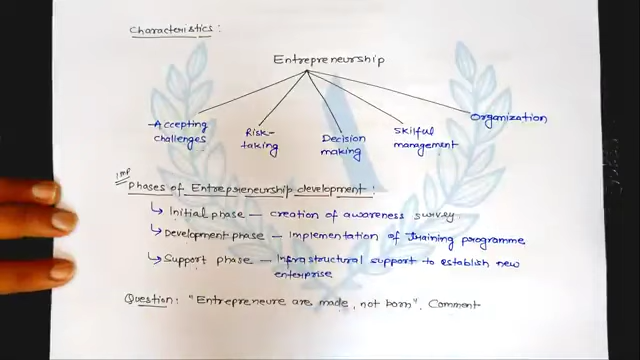 Characteristics:
Entrepreneurship
Accepting challenges
Risk-taking
Decision making
Skilful management
Organization
IMP
Phases of Entrepreneurship development:
↳ Initial phase — creation of awareness survey.
↳ Development phase — Implementation of training programme
↳ Support phase — Infrastructural support to establish new
enterprise
Question: "Entrepreneure are made, not born". Comment